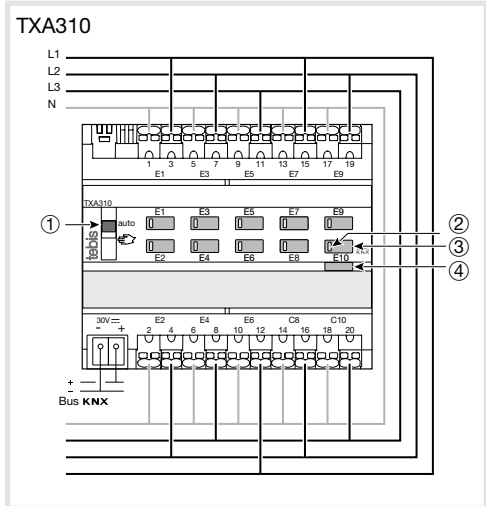 TXA310
L1
L2
L3
N
1 3 5 7 9 11 13 15 17 19
E1 E3 E5 E7 E9
TXA310
① auto E1 E3 E5 E7 E9
②
tebis
③
KNX
E2 E4 E6 E8 E10
④
30V E2 E4 E6 C8 C10
- + 2 4 6 8 10 12 14 16 18 20
+
-
Bus KNX